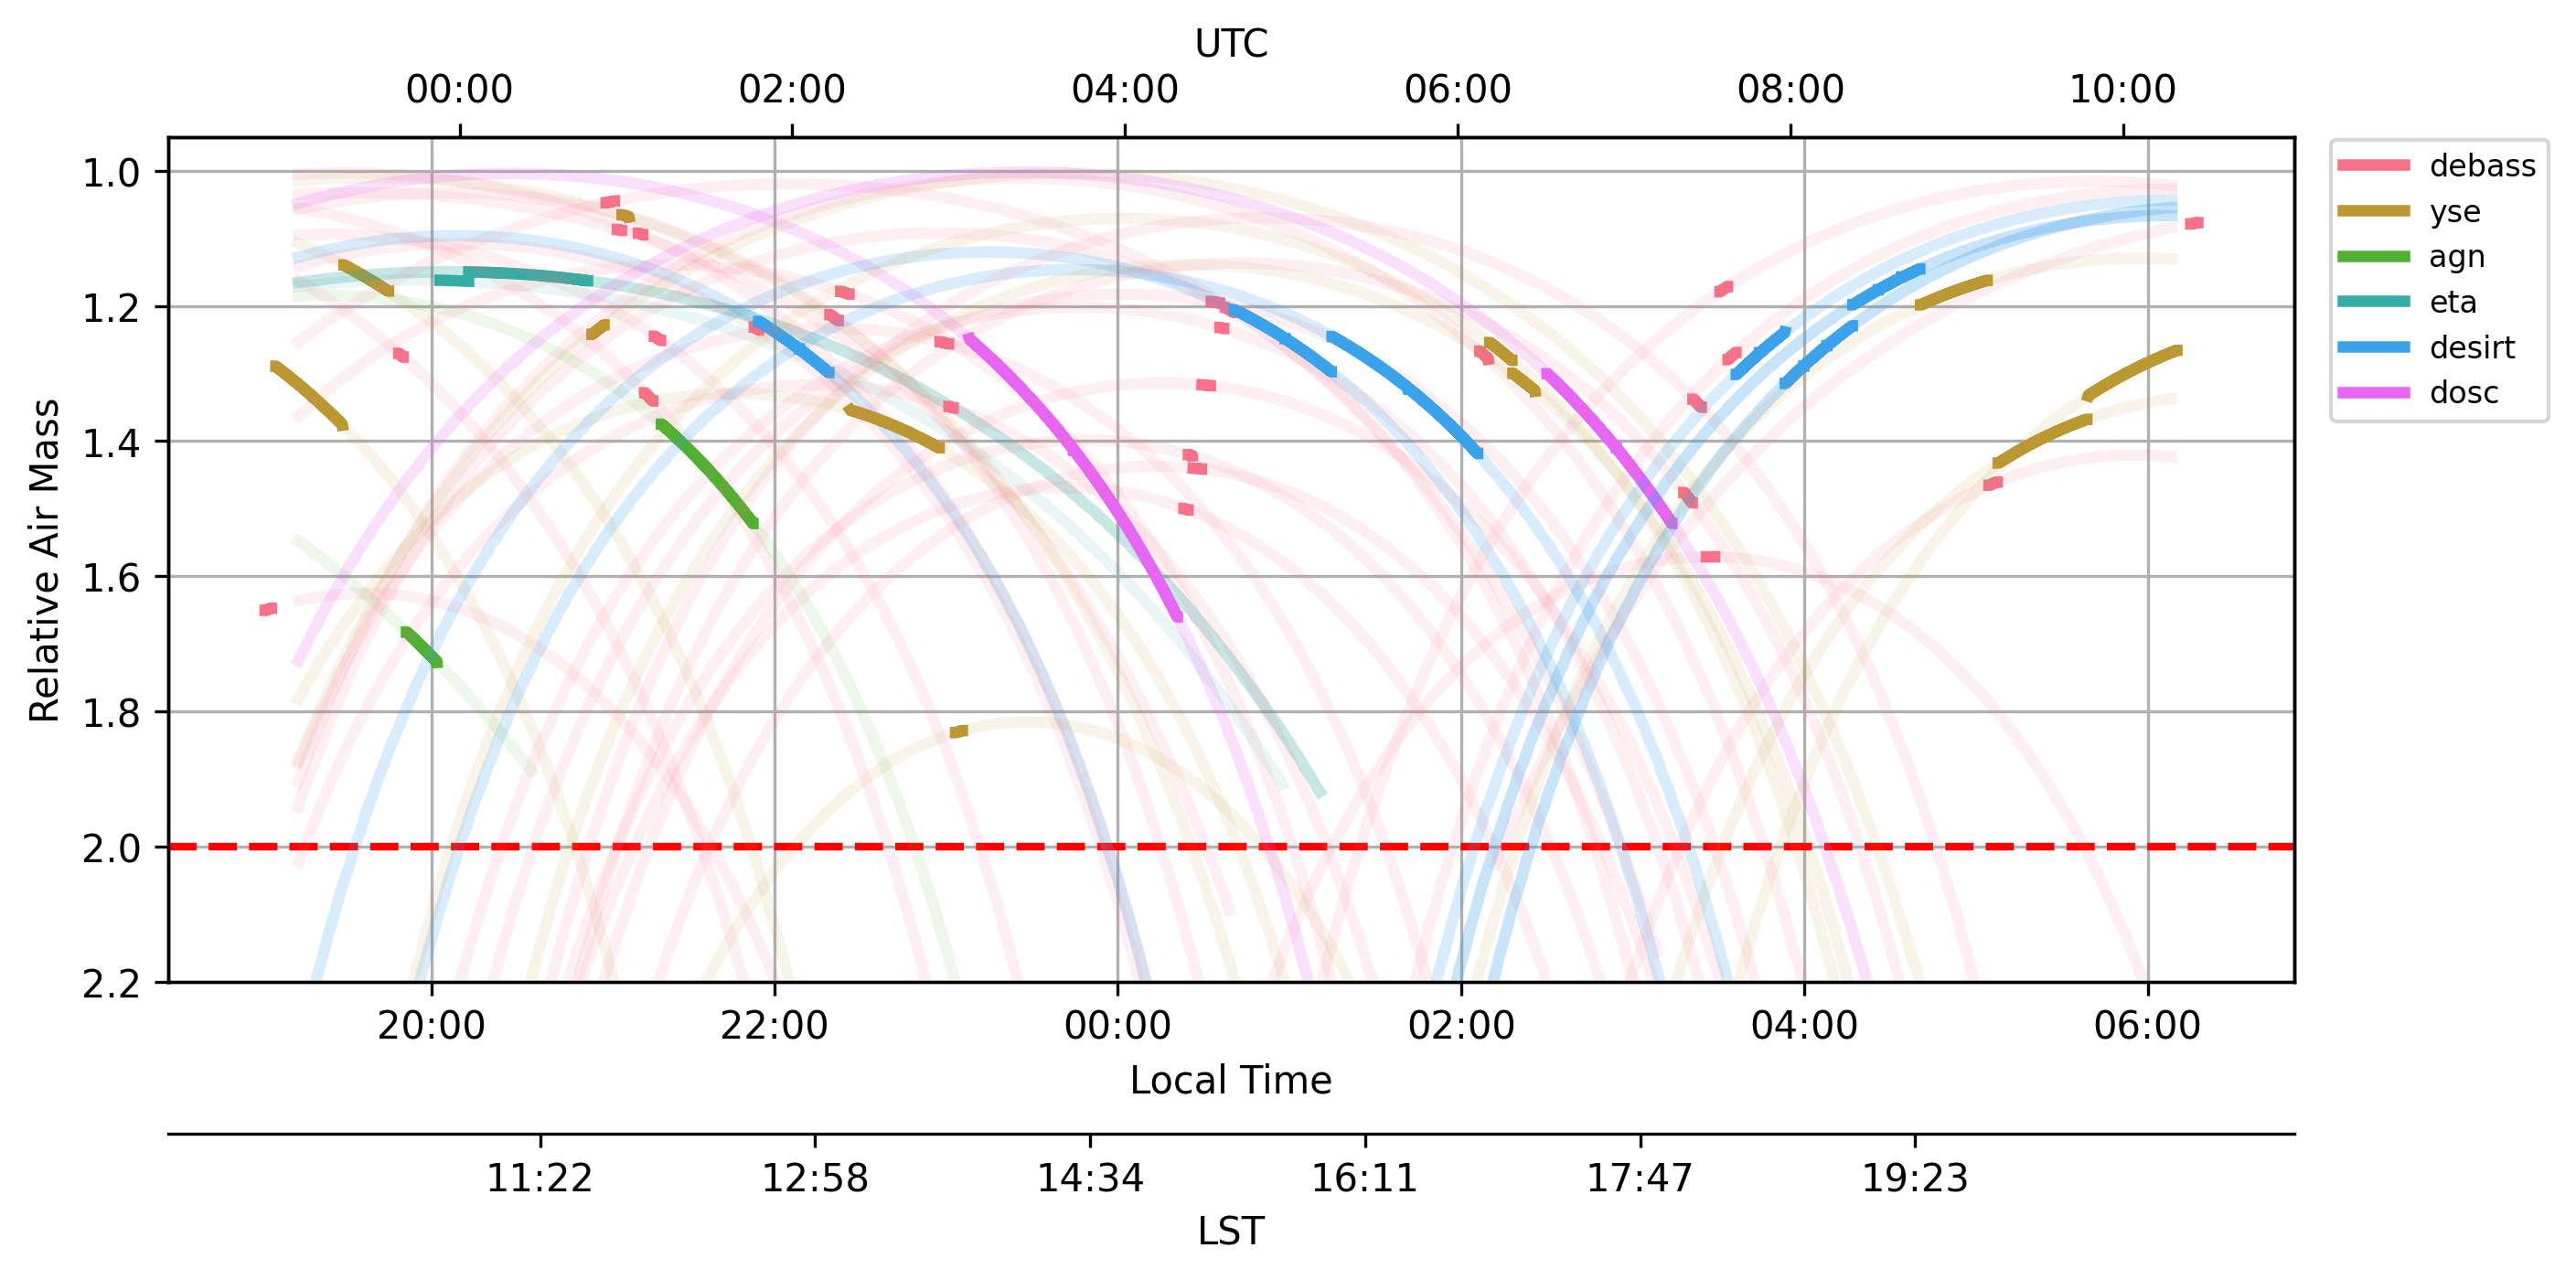 UTC
00:00 02:00 04:00 06:00 08:00 10:00
debass
yse
agn
eta
desirt
dosc
Relative Air Mass
1.0
1.2
1.4
1.6
1.8
2.0
2.2
20:00 22:00 00:00 02:00 04:00 06:00
Local Time
11:22 12:58 14:34 16:11 17:47 19:23
LST